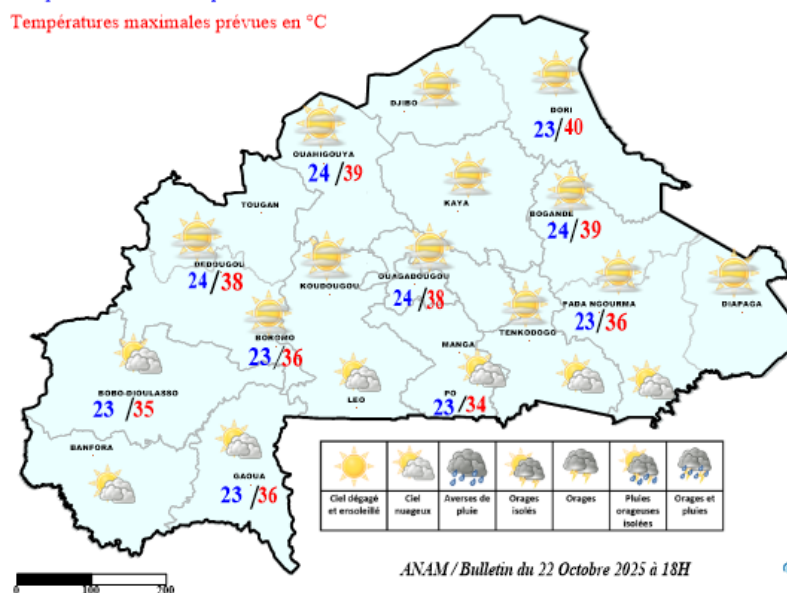 Températures maximales prévues en °C
DJIBO
DORI
23/40
OUAHIGOUYA
24/39
TOUGAN
KAYA
BOGANDE
24/39
DEDOUGOU
24/38
KOUDOUGOU
OUAGADOUGOU
24/38
FADA NGOURMA
23/36
DIAPAGA
TENKODOGO
BOROMO
23/36
MANGA
BOBO-DIOULASSO
23/35
LEO
PO
23/34
BANFORA
GAOUA
23/36
Ciel dégagé
et ensoleillé
Ciel
nuageux
Averses de
pluie
Orages
isolés
Orages
Pluies
orageuses
isolées
Orages et
pluies
ANAM / Bulletin du 22 Octobre 2025 à 18H
0 100 200